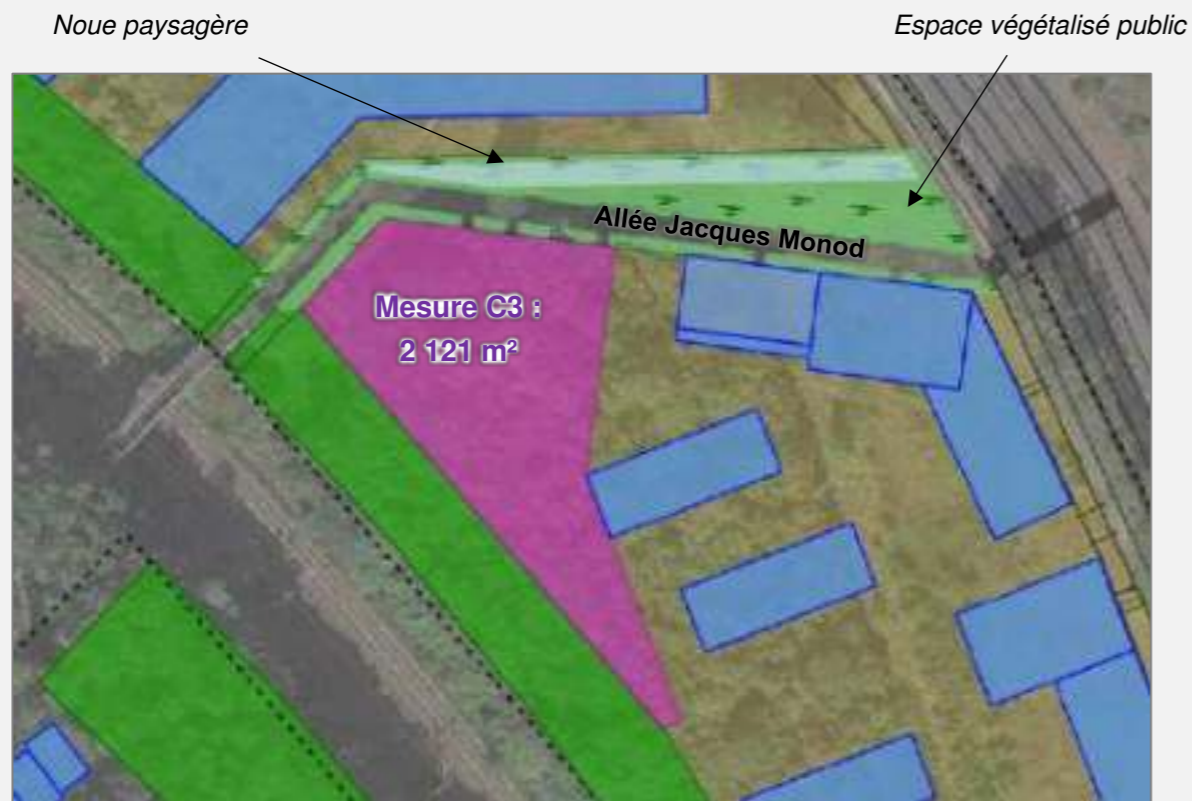 Noue paysagère
Espace végétalisé public
Allée Jacques Monod
Mesure C3 :
2 121 m²